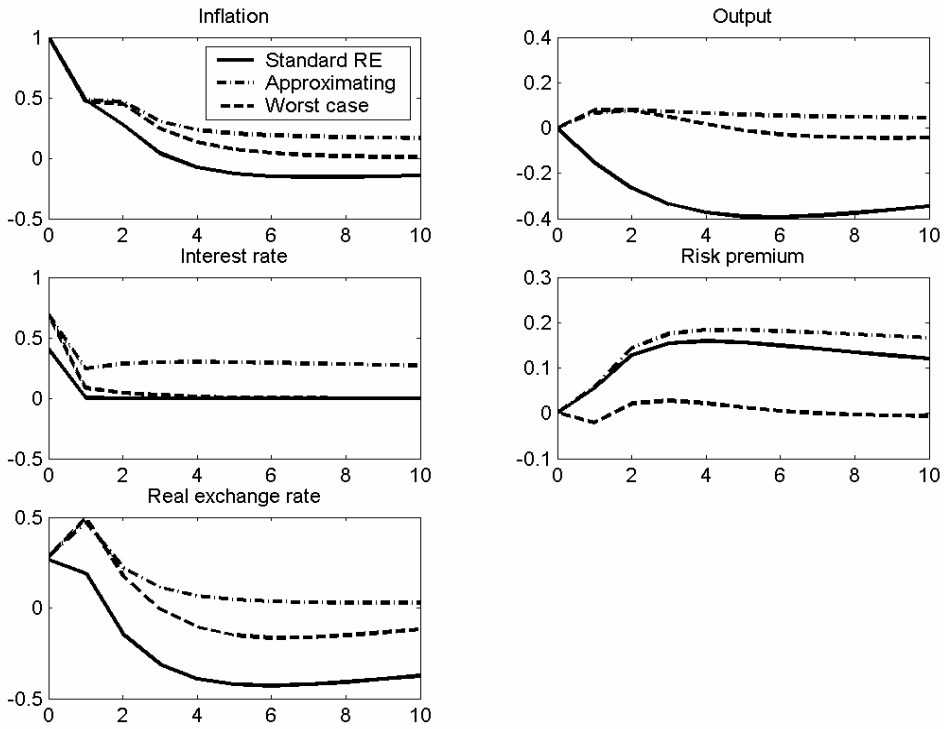 Inflation
1
0.5
0
-0.5
0 2 4 6 8 10
Standard RE
Approximating
Worst case
Output
0.4
0.2
0
-0.2
-0.4
0 2 4 6 8 10
Interest rate
1
0.5
0
-0.5
0 2 4 6 8 10
Risk premium
0.3
0.2
0.1
0
-0.1
0 2 4 6 8 10
Real exchange rate
0.5
0
-0.5
0 2 4 6 8 10